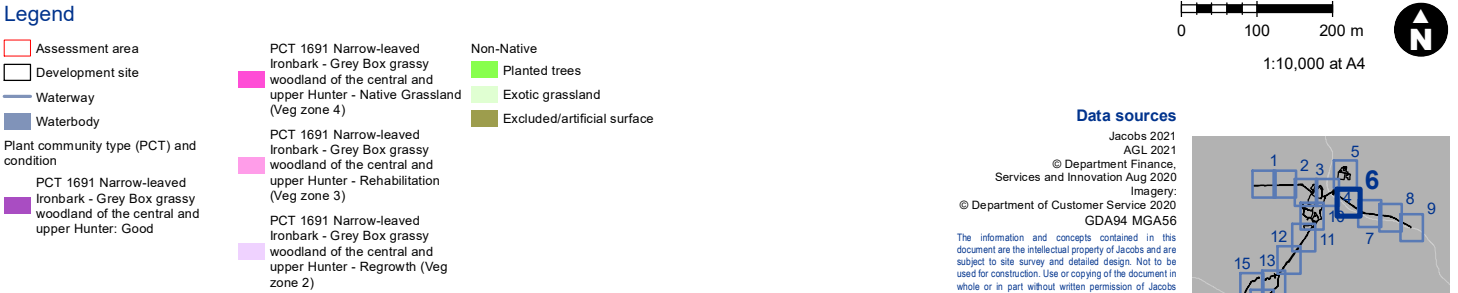 Legend
Assessment area
Development site
Waterway
Waterbody
Plant community type (PCT) and
condition
PCT 1691 Narrow-leaved
Ironbark - Grey Box grassy
woodland of the central and
upper Hunter: Good
PCT 1691 Narrow-leaved
Ironbark - Grey Box grassy
woodland of the central and
upper Hunter - Native Grassland
(Veg zone 4)
PCT 1691 Narrow-leaved
Ironbark - Grey Box grassy
woodland of the central and
upper Hunter - Rehabilitation
(Veg zone 3)
PCT 1691 Narrow-leaved
Ironbark - Grey Box grassy
woodland of the central and
upper Hunter - Regrowth (Veg
zone 2)
Non-Native
Planted trees
Exotic grassland
Excluded/artificial surface
0 100 200 m
1:10,000 at A4
N
Data sources
Jacobs 2021
AGL 2021
© Department Finance,
Services and Innovation Aug 2020
Imagery:
© Department of Customer Service 2020
GDA94 MGA56
The information and concepts contained in this
document are the intellectual property of Jacobs and are
subject to site survey and detailed design. Not to be
used for construction. Use or copying of the document in
whole or in part without written permission of Jacobs
1
2
3
4
5
6
7
8
9
10
11
12
13
15